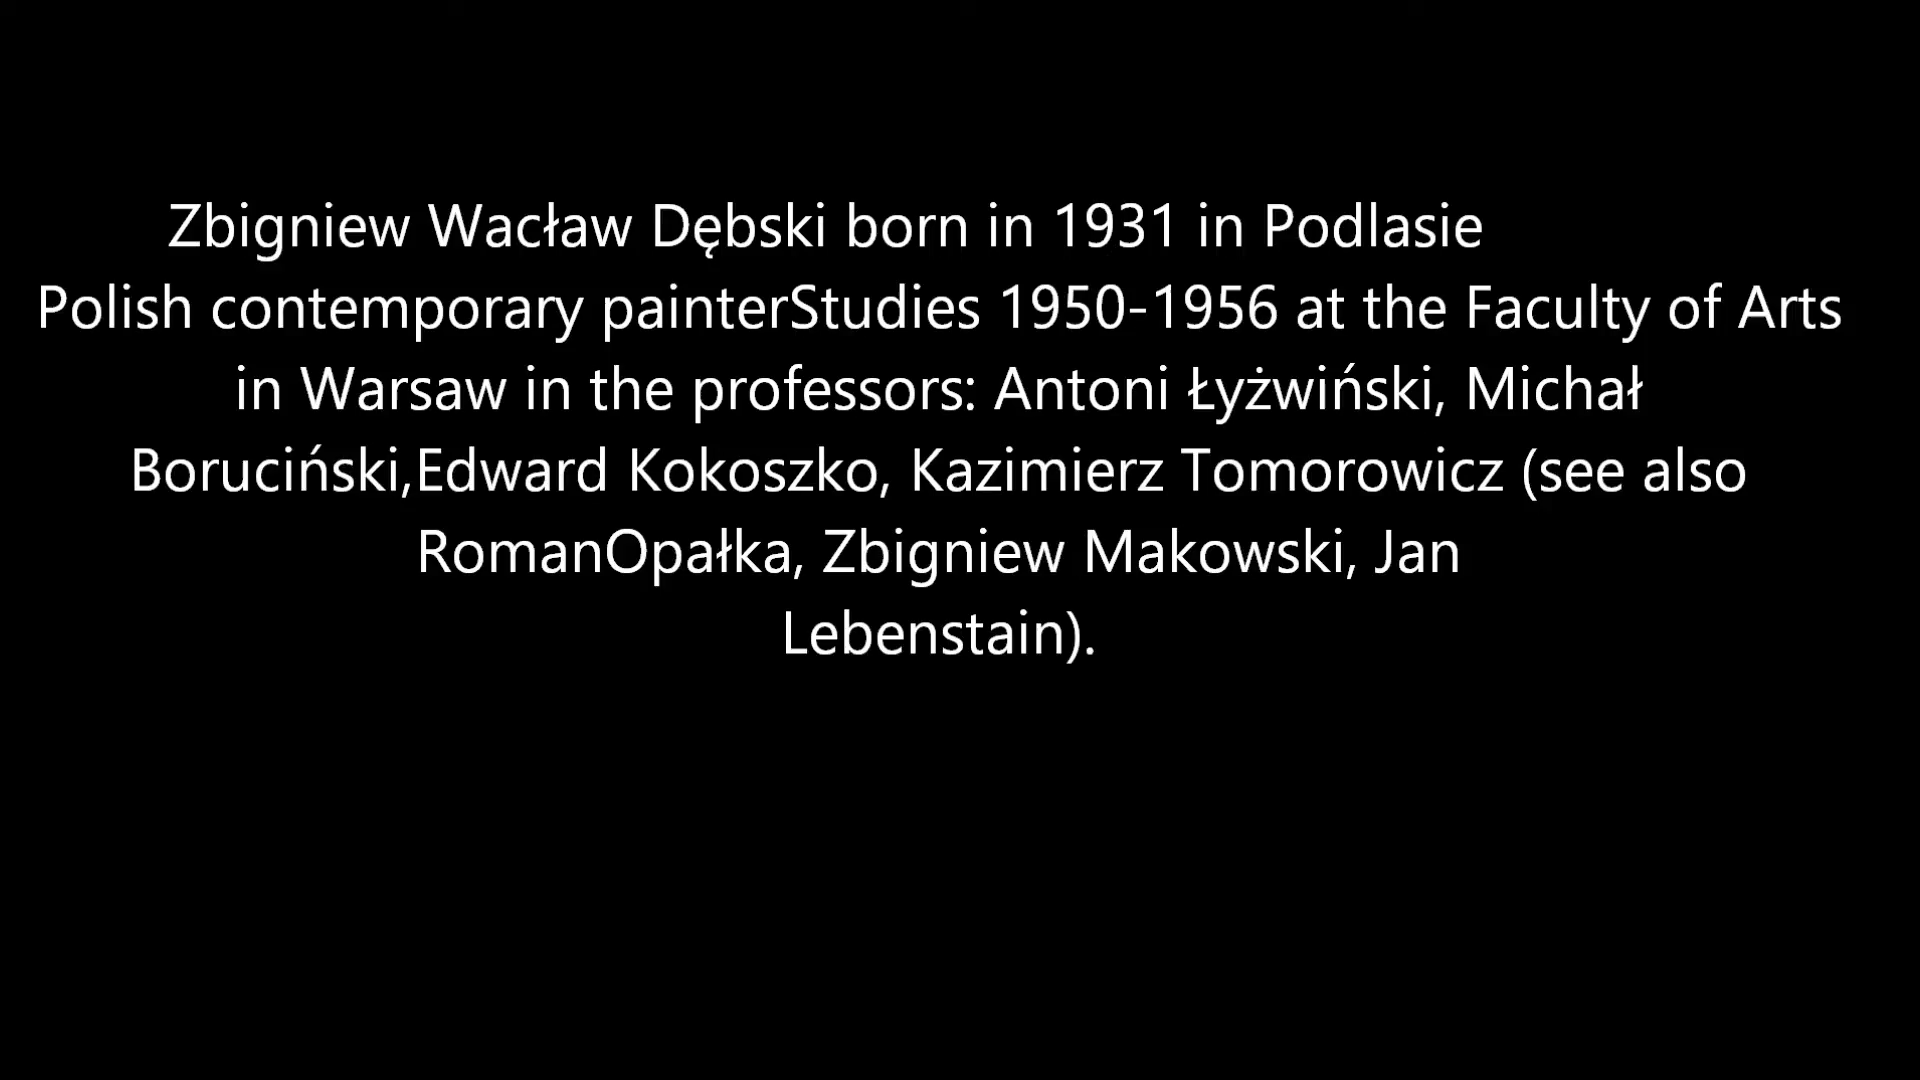 Zbigniew Wacław Dębski born in 1931 in Podlasie
Polish contemporary painterStudies 1950-1956 at the Faculty of Arts
in Warsaw in the professors: Antoni Łyżwiński, Michał
Boruciński,Edward Kokoszko, Kazimierz Tomorowicz (see also
RomanOpałka, Zbigniew Makowski, Jan
Lebenstain).